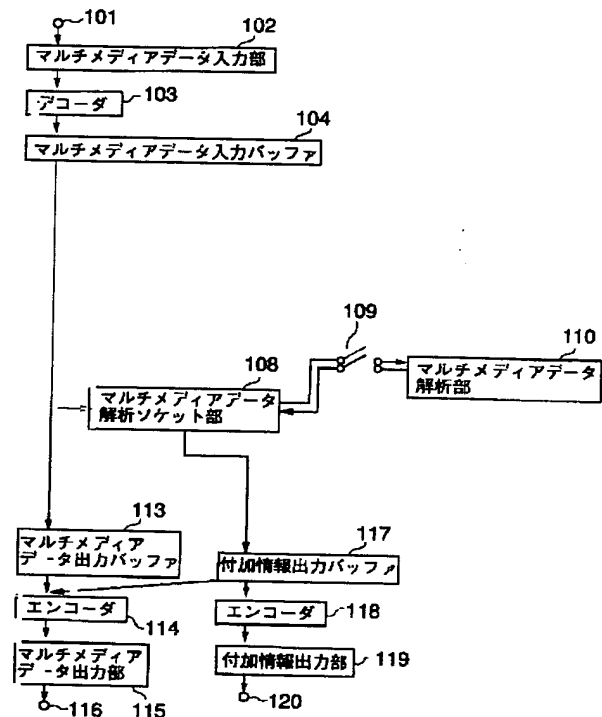 101
102
マルチメディアデータ入力部
103
デコーダ
104
マルチメディアデータ入力バッファ
109
110
マルチメディアデータ
解析部
108
マルチメディアデータ
解析ソケット部
113
マルチメディア
データ出力バッファ
117
付加情報出力バッファ
エンコーダ
114
エンコーダ
118
マルチメディア
データ出力部
付加情報出力部
119
116
115
120